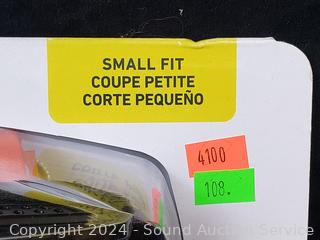 SMALL FIT
COUPE PETITE
CORTE PEQUEÑO
4100
108.
Copyright 2024 - Sound Auction Service